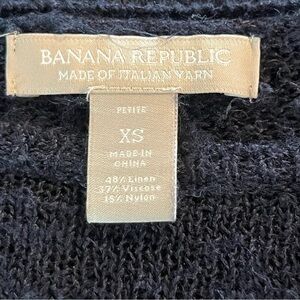 BANANA REPUBLIC
MADE OF ITALIAN YARN
PETITE
XS
MADE IN
CHINA
48% Linen
37% Viscose
15% Nylon